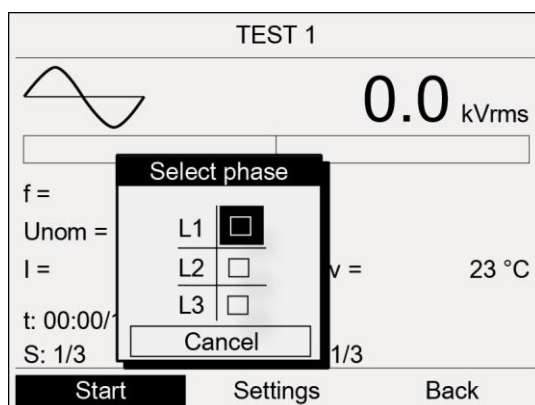 TEST 1
0.0 kVrms
Select phase
f =
Unom =
L1
I =
L2
v =
23 °C
L3
t: 00:00/
Cancel
S: 1/3
1/3
Start
Settings
Back